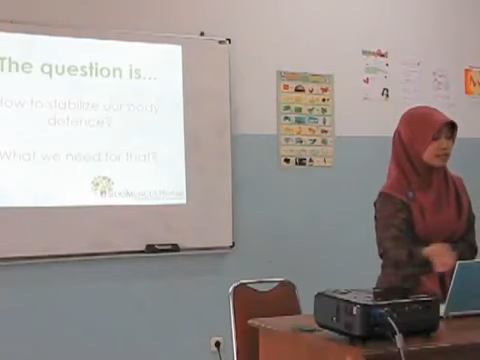 The question is...
How to stabilize our body
defence?
What we need for that?